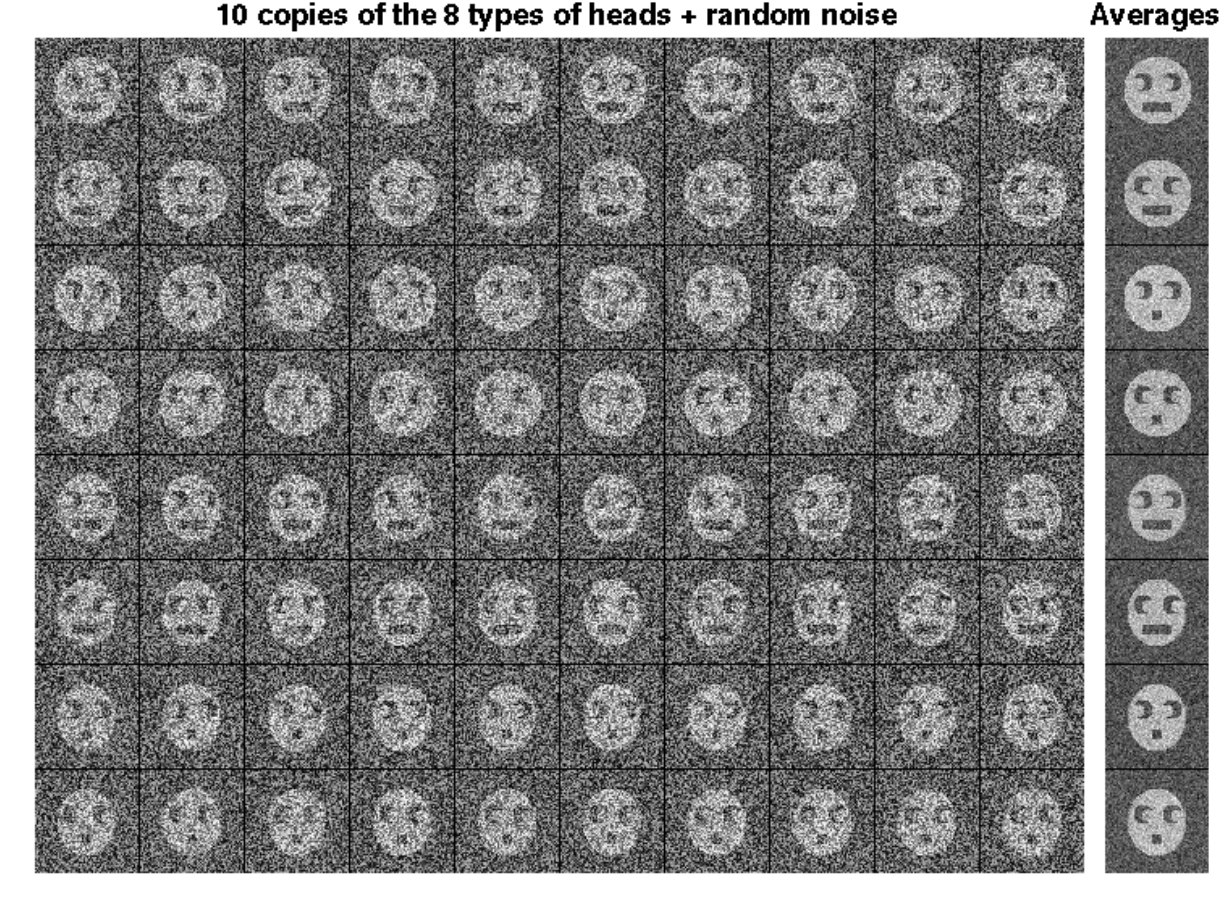 10 copies of the 8 types of heads + random noise
Averages